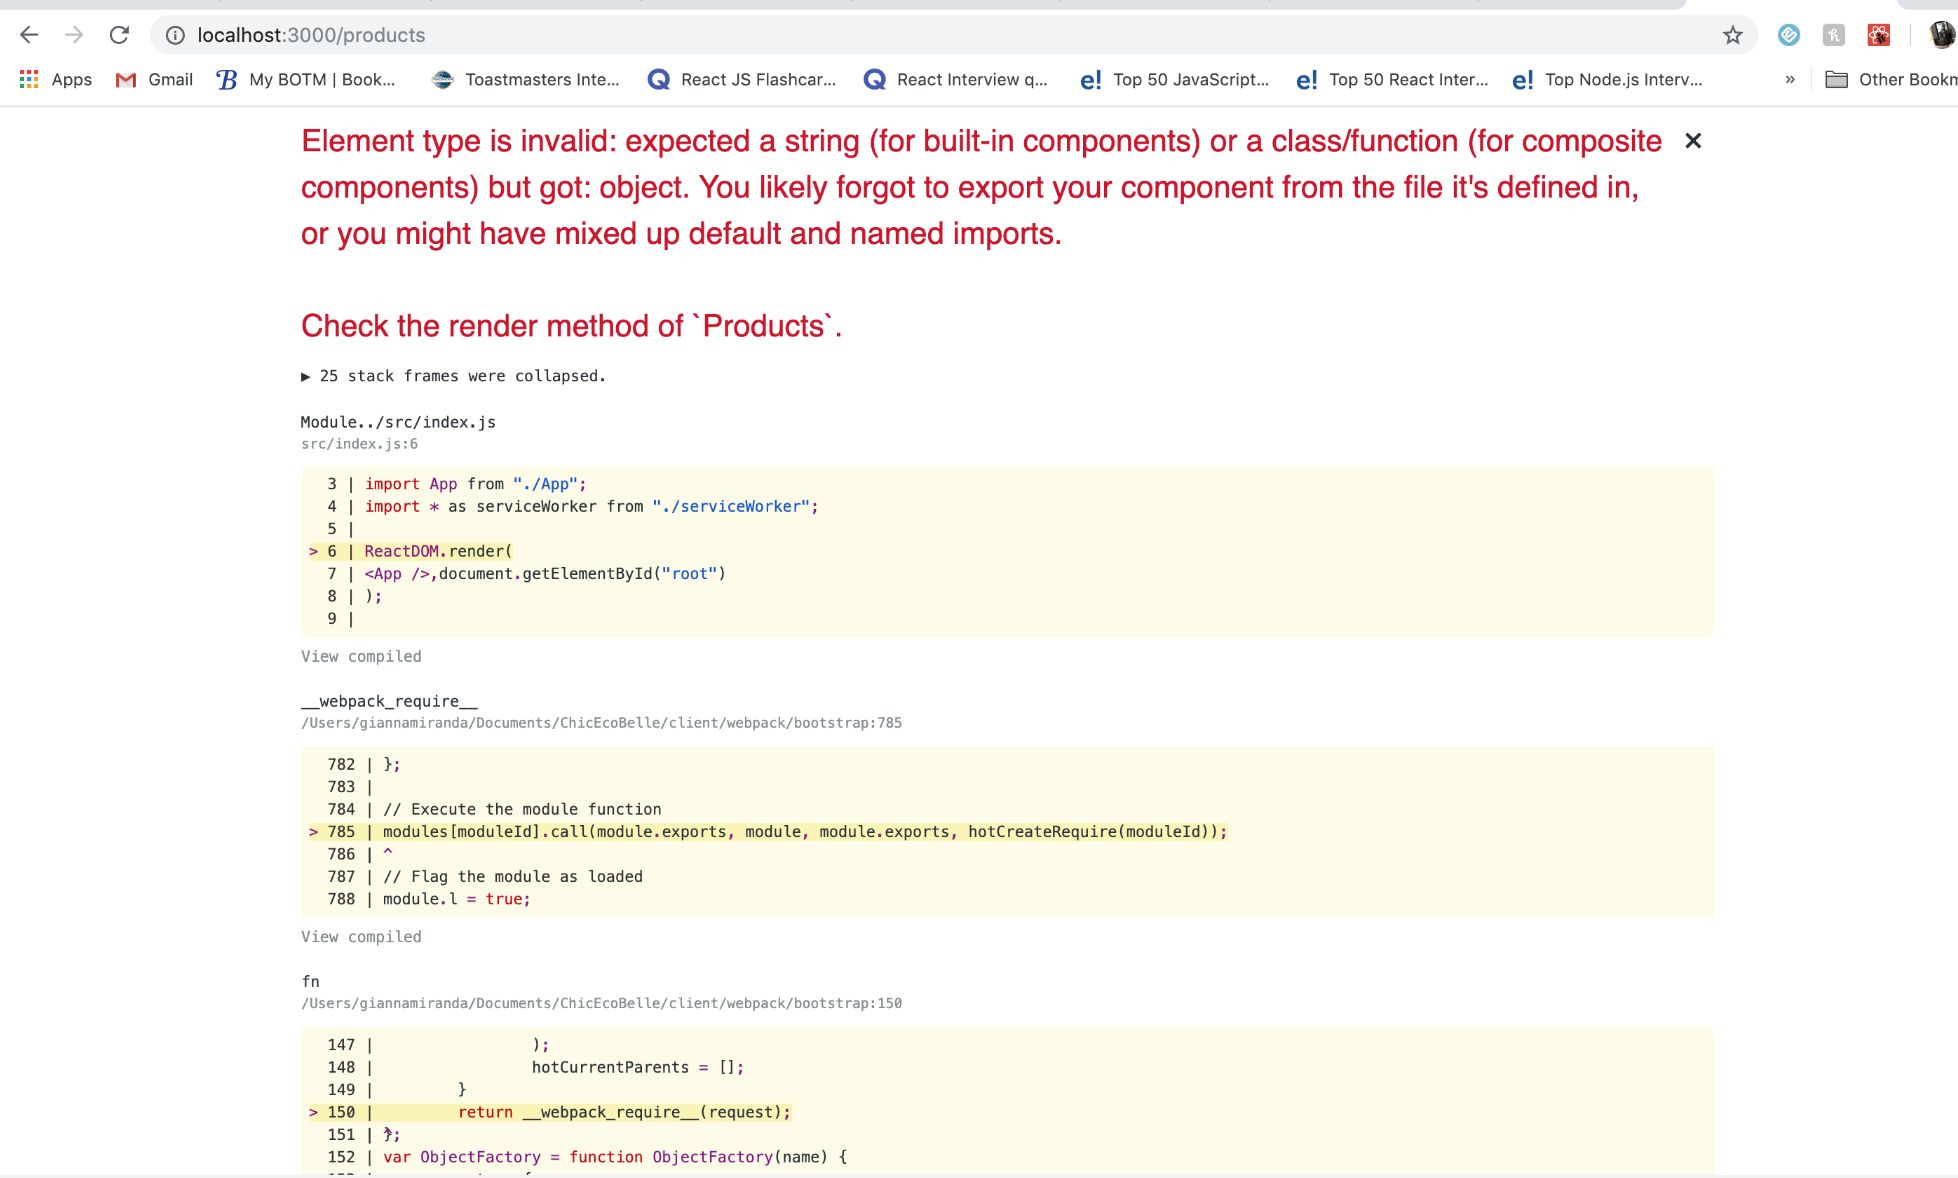 localhost:3000/products
Apps Gmail My BOTM | Book... Toastmasters Inte... React JS Flashcar... React Interview q... e! Top 50 JavaScript... e! Top 50 React Inter... e! Top Node.js Interv... » Other Bookm
Element type is invalid: expected a string (for built-in components) or a class/function (for composite ×
components) but got: object. You likely forgot to export your component from the file it's defined in,
or you might have mixed up default and named imports.
Check the render method of `Products`.
▶ 25 stack frames were collapsed.
Module../src/index.js
src/index.js:6
3 | import App from "./App";
4 | import * as serviceWorker from "./serviceWorker";
5 |
> 6 | ReactDOM.render(
7 | <App />,document.getElementById("root")
8 | );
9 |
View compiled
__webpack_require__
/Users/giannamiranda/Documents/ChicEcoBelle/client/webpack/bootstrap:785
782 | };
783 |
784 | // Execute the module function
> 785 | modules[moduleId].call(module.exports, module, module.exports, hotCreateRequire(moduleId));
786 | ^
787 | // Flag the module as loaded
788 | module.l = true;
View compiled
fn
/Users/giannamiranda/Documents/ChicEcoBelle/client/webpack/bootstrap:150
147 | );
148 | hotCurrentParents = [];
149 | }
> 150 | return __webpack_require__(request);
151 | };
152 | var ObjectFactory = function ObjectFactory(name) {